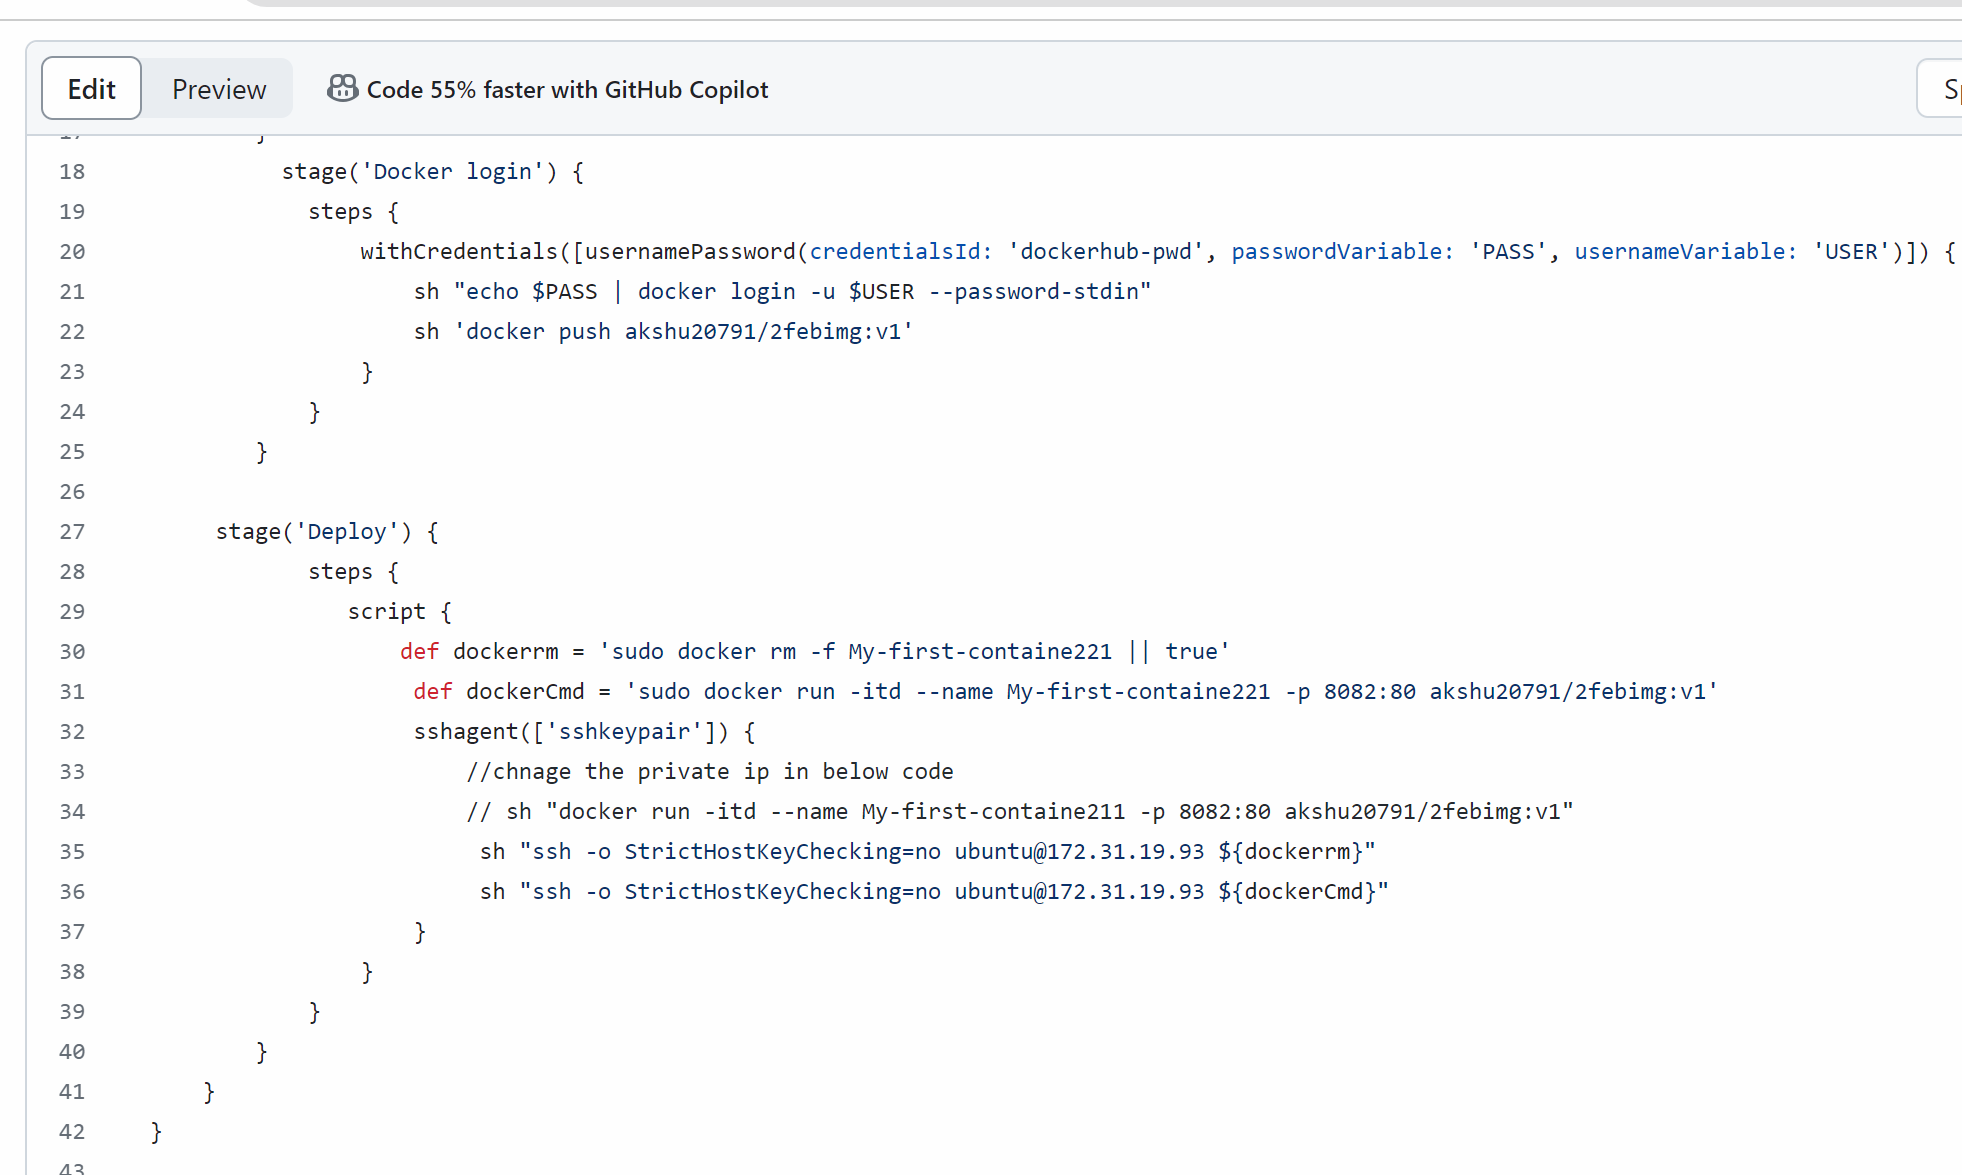 Edit Preview Code 55% faster with GitHub Copilot
18 stage('Docker login') {
19 steps {
20 withCredentials([usernamePassword(credentialsId: 'dockerhub-pwd', passwordVariable: 'PASS', usernameVariable: 'USER')]) {
21 sh "echo $PASS | docker login -u $USER --password-stdin"
22 sh 'docker push akshu20791/2febimg:v1'
23 }
24 }
25 }
26
27 stage('Deploy') {
28 steps {
29 script {
30 def dockerrm = 'sudo docker rm -f My-first-containe221 || true'
31 def dockerCmd = 'sudo docker run -itd --name My-first-containe221 -p 8082:80 akshu20791/2febimg:v1'
32 sshagent(['sshkeypair']) {
33 //chnage the private ip in below code
34 // sh "docker run -itd --name My-first-containe211 -p 8082:80 akshu20791/2febimg:v1"
35 sh "ssh -o StrictHostKeyChecking=no ubuntu@172.31.19.93 ${dockerrm}"
36 sh "ssh -o StrictHostKeyChecking=no ubuntu@172.31.19.93 ${dockerCmd}"
37 }
38 }
39 }
40 }
41 }
42 }
43